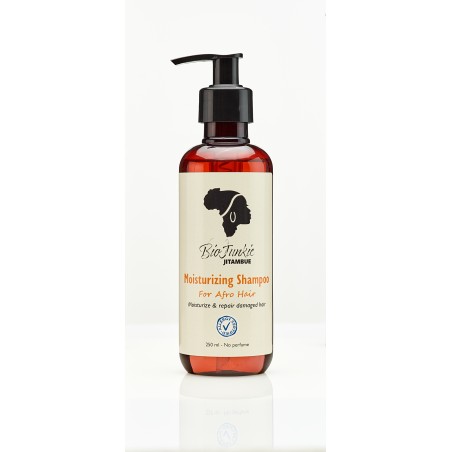 BioJunkie
JITAMBUE
Moisturizing Shampoo
For Afro Hair
Moisturize & repair damaged hair
250 ml - No perfume